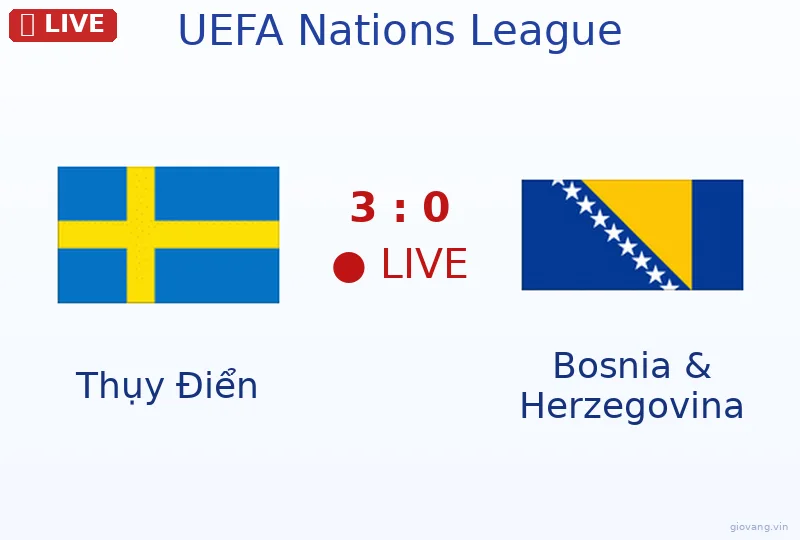 LIVE
UEFA Nations League
3 : 0
● LIVE
Thụy Điển
Bosnia &
Herzegovina
giovang.vin